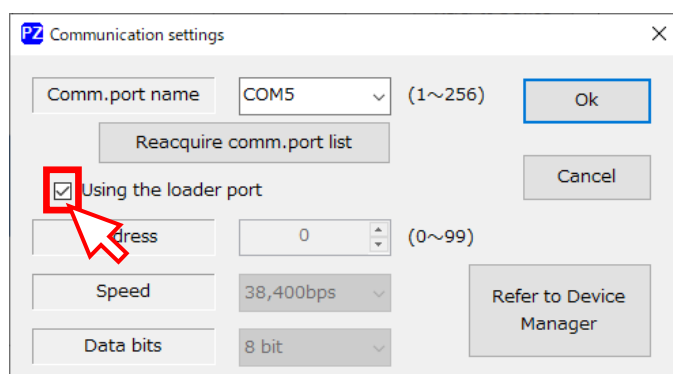 PZ Communication settings
Comm.port name COM5 (1～256) Ok
Reacquire comm.port list
Using the loader port Cancel
dress 0 (0～99)
Speed 38,400bps Refer to Device Manager
Data bits 8 bit